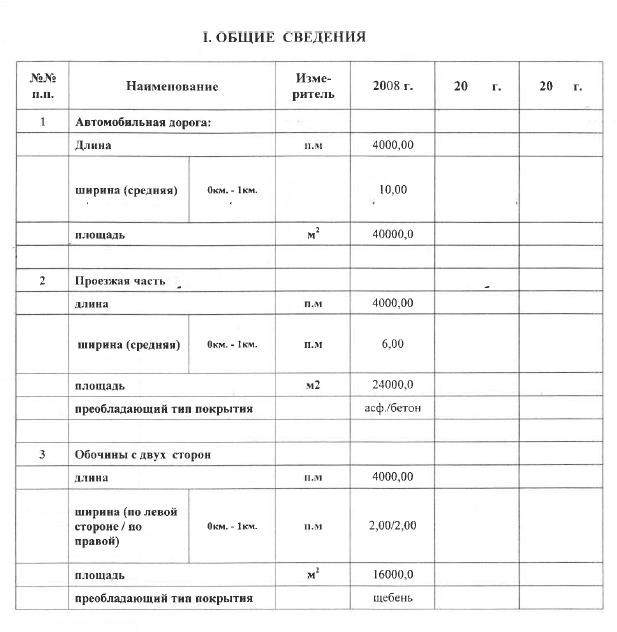 I. ОБЩИЕ СВЕДЕНИЯ
№№ п.п. Наименование Изме-ритель 2008 г. 20 г. 20 г.
1 Автомобильная дорога:
Длина п.м 4000,00
ширина (средняя) 0км. - 1км. 10,00
площадь м² 40000,0
2 Проезжая часть
длина п.м 4000,00
ширина (средняя) 0км. - 1км. п.м 6,00
площадь м2 24000,0
преобладающий тип покрытия асф./бетон
3 Обочины с двух сторон
длина п.м 4000,00
ширина (по левой
стороне / по 0км. - 1км. п.м 2,00/2,00
правой)
площадь м² 16000,0
преобладающий тип покрытия щебень